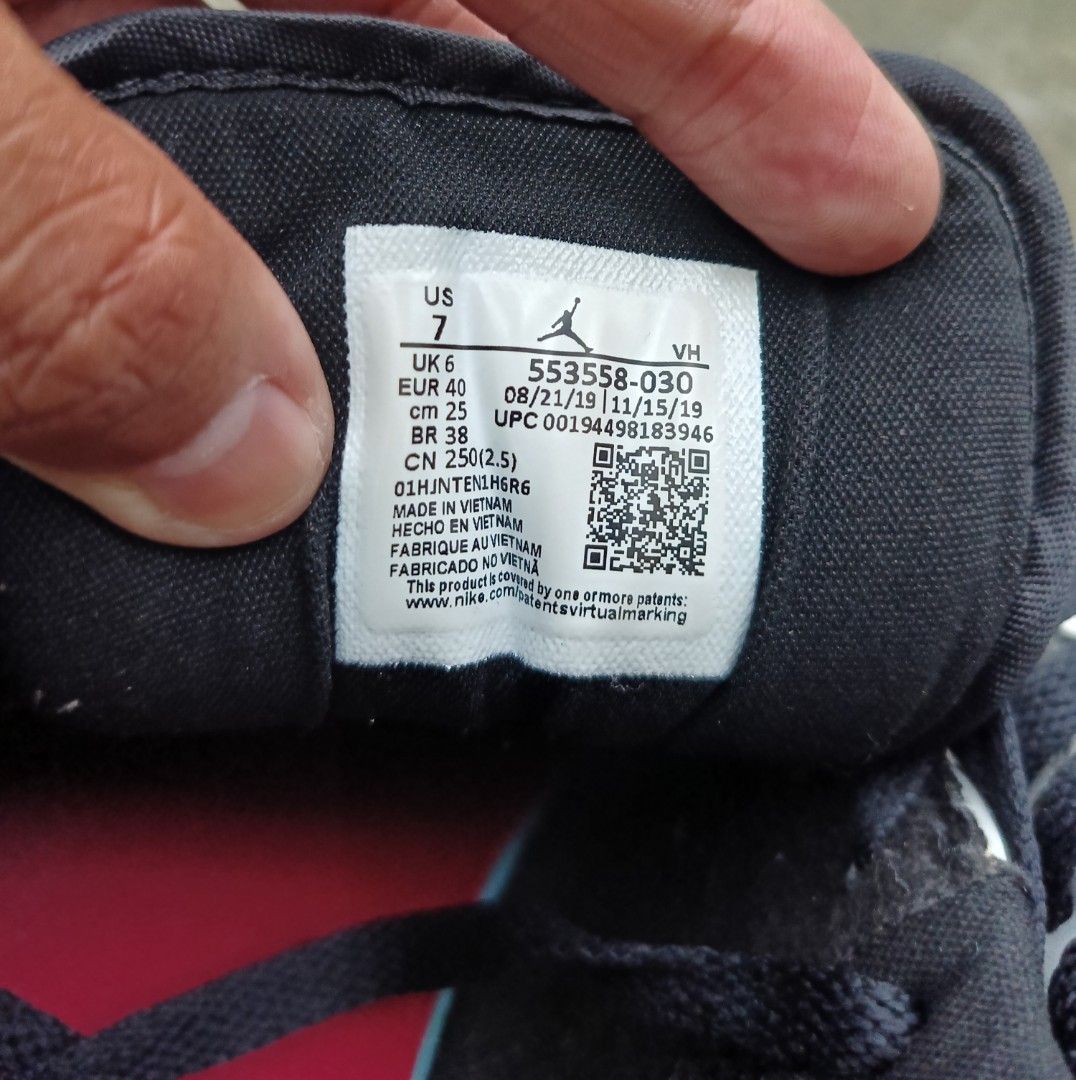 US
7
VH
UK 6
EUR 40
cm 25
BR 38
CN 250(2.5)
553558-030
08/21/19 | 11/15/19
UPC 00194498183946
01HJNTEN1H6R6
MADE IN VIETNAM
HECHO EN VIETNAM
FABRIQUE AU VIETNAM
FABRICADO NO VIETNÃ
This product is covered by one or more patents:
www.nike.com/patentsvirtualmarking